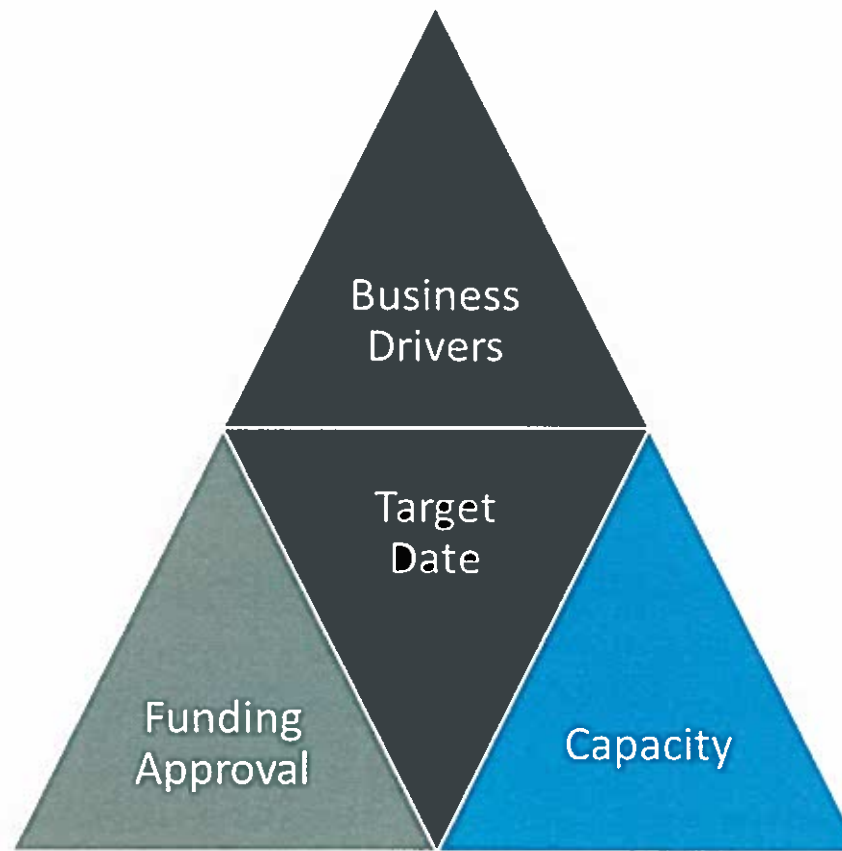 Business
Drivers
Target
Date
Funding
Approval
Capacity